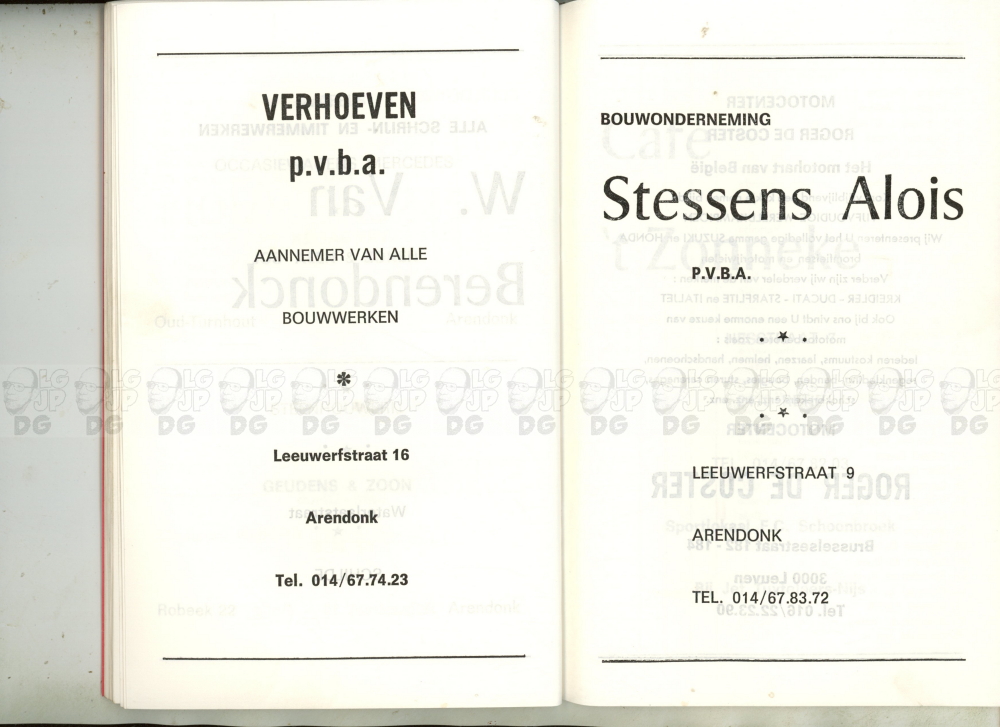 VERHOEVEN
p.v.b.a.
AANNEMER VAN ALLE
BOUWWERKEN
*
Leeuwerfstraat 16
Arendonk
Tel. 014/67.74.23
BOUWONDERNEMING
Stessens Alois
P.V.B.A.
. ★ .
. ★ .
LEEUWERFSTRAAT 9
ARENDONK
TEL. 014/67.83.72